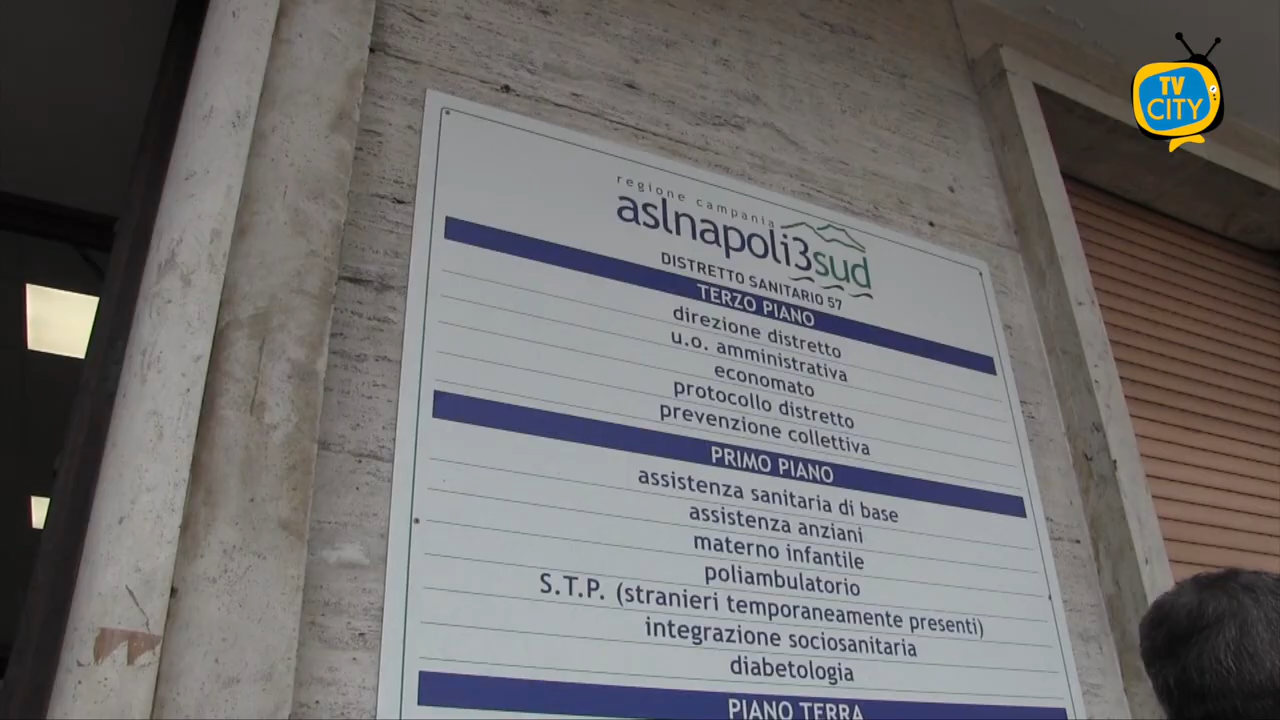 TV
CITY
regione campania
aslnapoli3sud
DISTRETTO SANITARIO 57
TERZO PIANO
direzione distretto
u.o. amministrativa
economato
protocollo distretto
prevenzione collettiva
PRIMO PIANO
assistenza sanitaria di base
assistenza anziani
materno infantile
poliambulatorio
S.T.P. (stranieri temporaneamente presenti)
integrazione sociosanitaria
diabetologia
PIANO TERRA